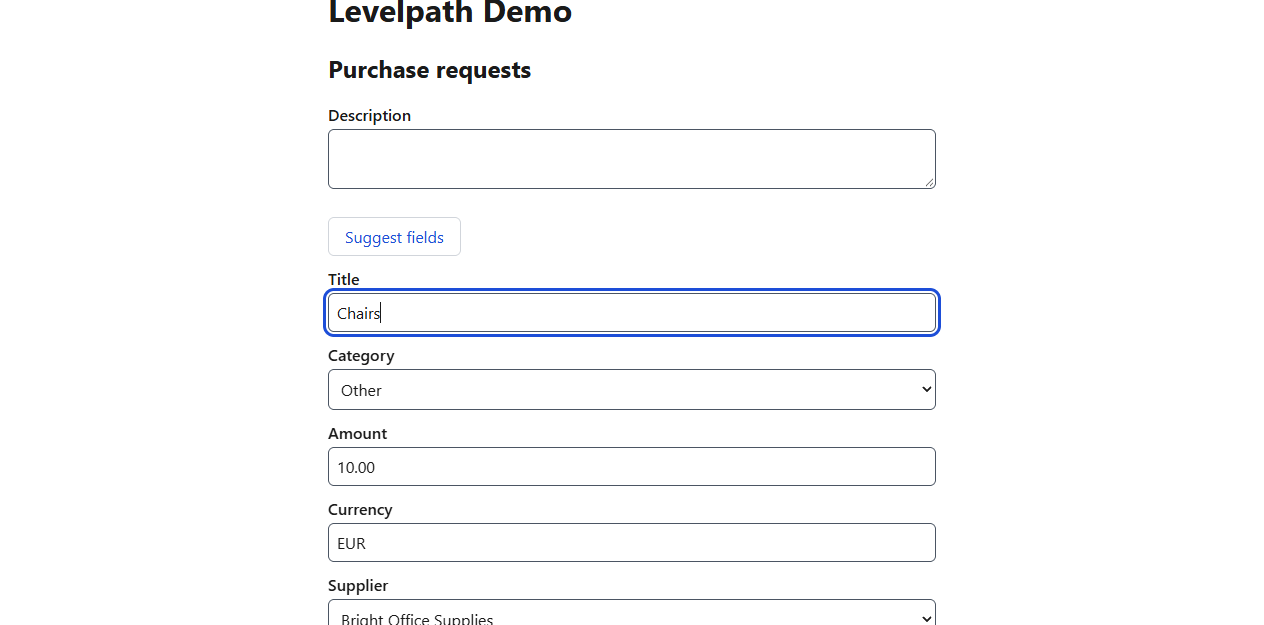 Levelpath Demo
Purchase requests
Description
Suggest fields
Title
Chairs
Category
Other
Amount
10.00
Currency
EUR
Supplier
Bright Office Supplies